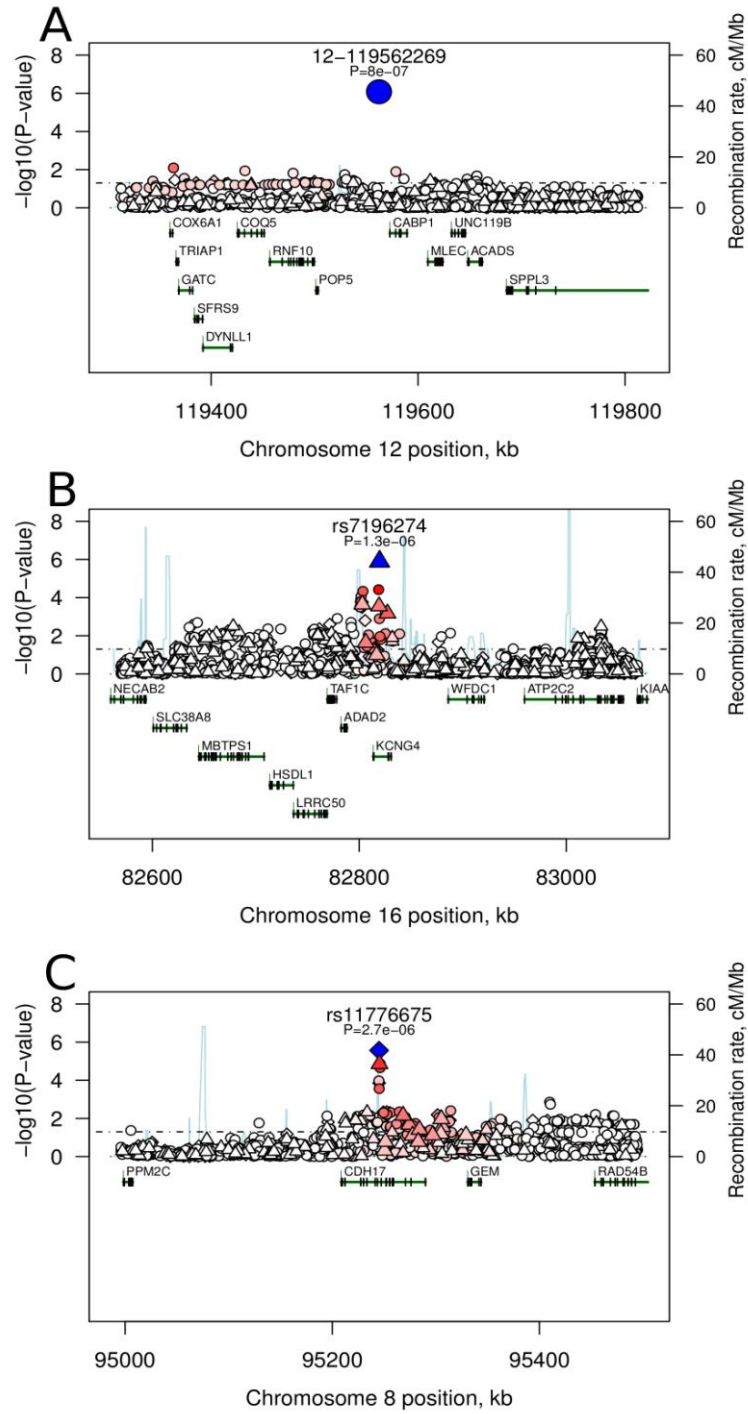 A
12−119562269
P=8e−07
8
6
4
2
0
−log10(P−value)
60
40
20
0
Recombination rate, cM/Mb
COX6A1 COQ5 CABP1 UNC119B
TRIAP1 RNF10 MLEC ACADS
GATC POP5 SPPL3
SFRS9
DYNLL1
119400 119600 119800
Chromosome 12 position, kb
B
rs7196274
P=1.3e−06
8
6
4
2
0
−log10(P−value)
60
40
20
0
Recombination rate, cM/Mb
NECAB2 TAF1C WFDC1 ATP2C2 KIAA
SLC38A8 ADAD2
MBTPS1 KCNG4
HSDL1
LRRC50
82600 82800 83000
Chromosome 16 position, kb
C
rs11776675
P=2.7e−06
8
6
4
2
0
−log10(P−value)
60
40
20
0
Recombination rate, cM/Mb
PPM2C CDH17 GEM RAD54B
95000 95200 95400
Chromosome 8 position, kb